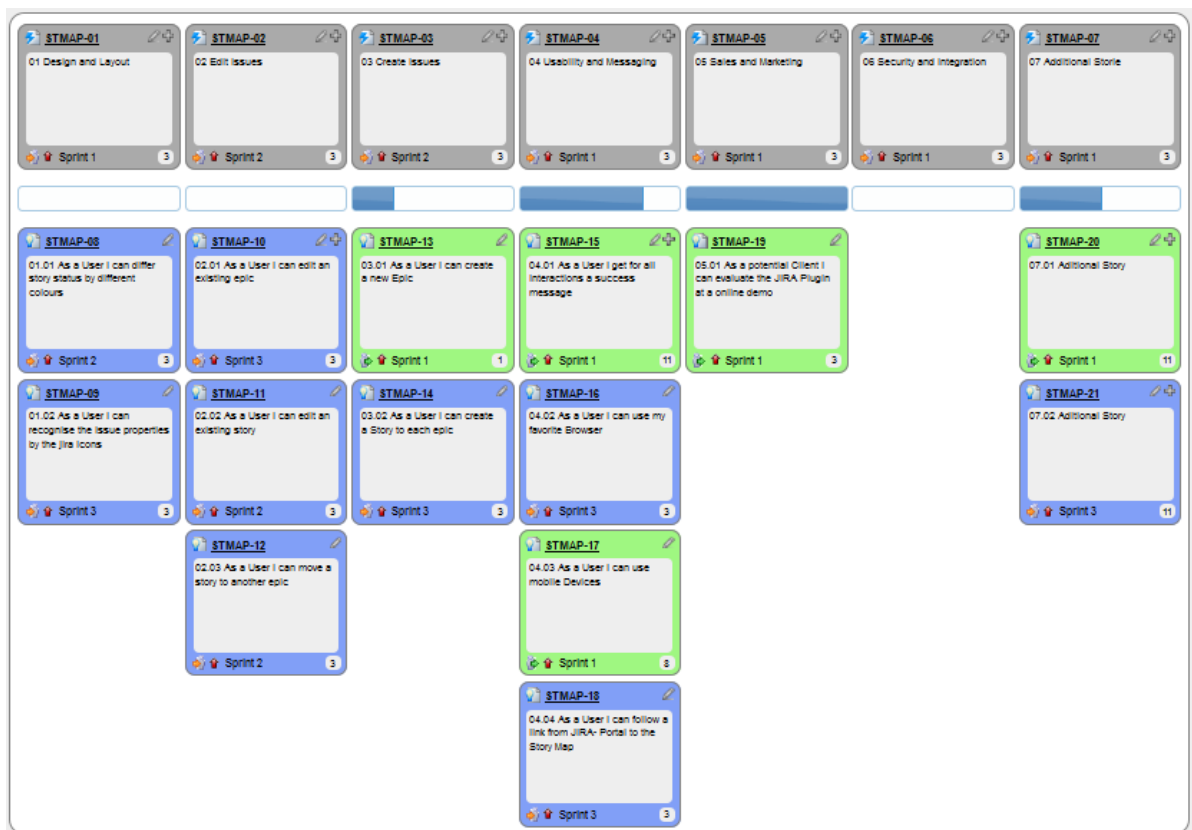 STMAP-01
01 Design and Layout
Sprint 1 3
STMAP-02
02 Edit Issues
Sprint 2 3
STMAP-03
03 Create Issues
Sprint 2 3
STMAP-04
04 Usability and Messaging
Sprint 1 3
STMAP-05
05 Sales and Marketing
Sprint 1 3
STMAP-06
06 Security and Integration
Sprint 1 3
STMAP-07
07 Additional Storie
Sprint 1 3
STMAP-08
01.01 As a User I can differ
story status by different
colours
Sprint 2 3
STMAP-10
02.01 As a User I can edit an
existing epic
Sprint 3 3
STMAP-13
03.01 As a User I can create
a new Epic
Sprint 1 1
STMAP-15
04.01 As a User I get for all
Interactions a success
message
Sprint 1 11
STMAP-19
05.01 As a potential Client I
can evaluate the JIRA Plugin
at a online demo
Sprint 1 3
STMAP-20
07.01 Aditional Story
Sprint 1 11
STMAP-09
01.02 As a User I can
recognise the Issue properties
by the Jira Icons
Sprint 3 3
STMAP-11
02.02 As a User I can edit an
existing story
Sprint 2 3
STMAP-14
03.02 As a User I can create
a Story to each epic
Sprint 3 3
STMAP-16
04.02 As a User I can use my
favorite Browser
Sprint 3 3
STMAP-21
07.02 Aditional Story
Sprint 3 11
STMAP-12
02.03 As a User I can move a
story to another epic
Sprint 2 3
STMAP-17
04.03 As a User I can use
mobile Devices
Sprint 1 8
STMAP-18
04.04 As a User I can follow a
link from JIRA- Portal to the
Story Map
Sprint 3 3